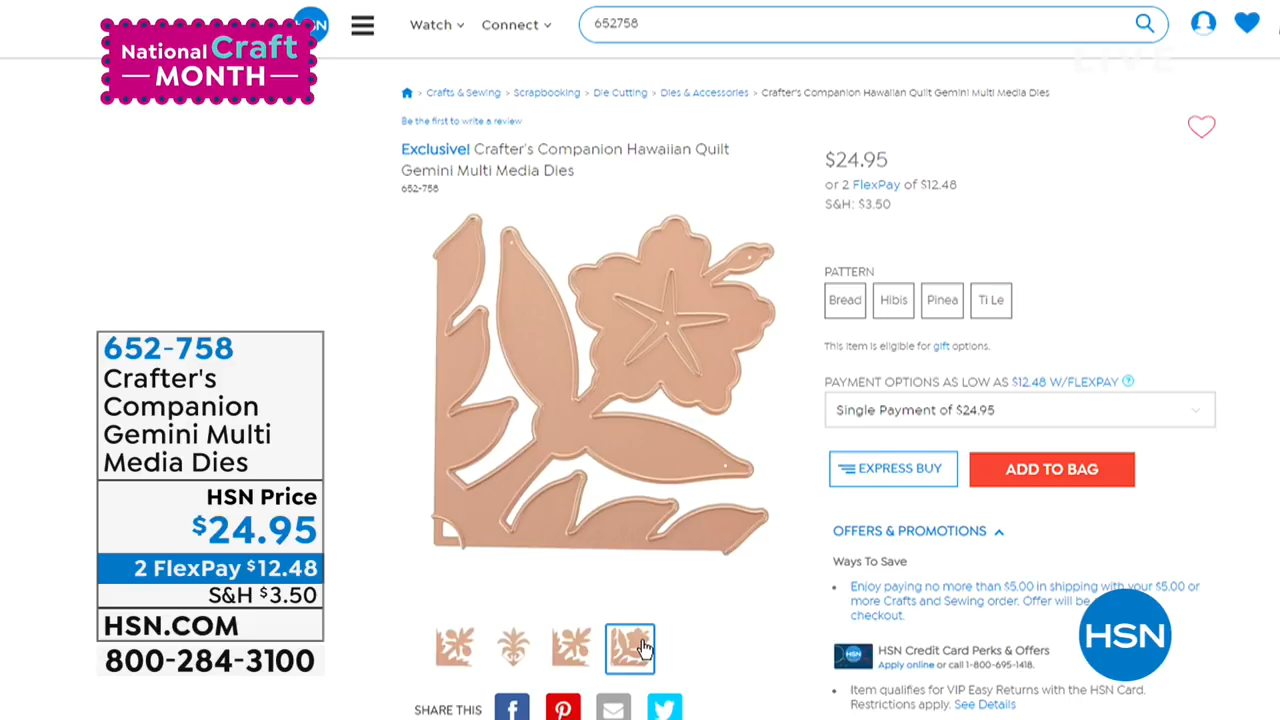 National Craft
MONTH
HSN
Watch
Connect
652758
LIVE
Crafts & Sewing > Scrapbooking > Die Cutting > Dies & Accessories > Crafter's Companion Hawaiian Quilt Gemini Multi Media Dies
Be the first to write a review
Exclusive! Crafter's Companion Hawaiian Quilt
Gemini Multi Media Dies
652-758
$24.95
or 2 FlexPay of $12.48
S&H: $3.50
PATTERN
Bread
Hibis
Pinea
Ti Le
This item is eligible for gift options.
PAYMENT OPTIONS AS LOW AS $12.48 W/FLEXPAY ?
Single Payment of $24.95
EXPRESS BUY
ADD TO BAG
OFFERS & PROMOTIONS
Ways To Save
Enjoy paying no more than $5.00 in shipping with your $5.00 or
more Crafts and Sewing order. Offer will be
checkout.
HSN
HSN Credit Card Perks & Offers
Apply online or call 1-800-695-1418.
Item qualifies for VIP Easy Returns with the HSN Card.
Restrictions apply. See Details
SHARE THIS
652-758
Crafter's
Companion
Gemini Multi
Media Dies
HSN Price
$24.95
2 FlexPay $12.48
S&H $3.50
HSN.COM
800-284-3100
HSN